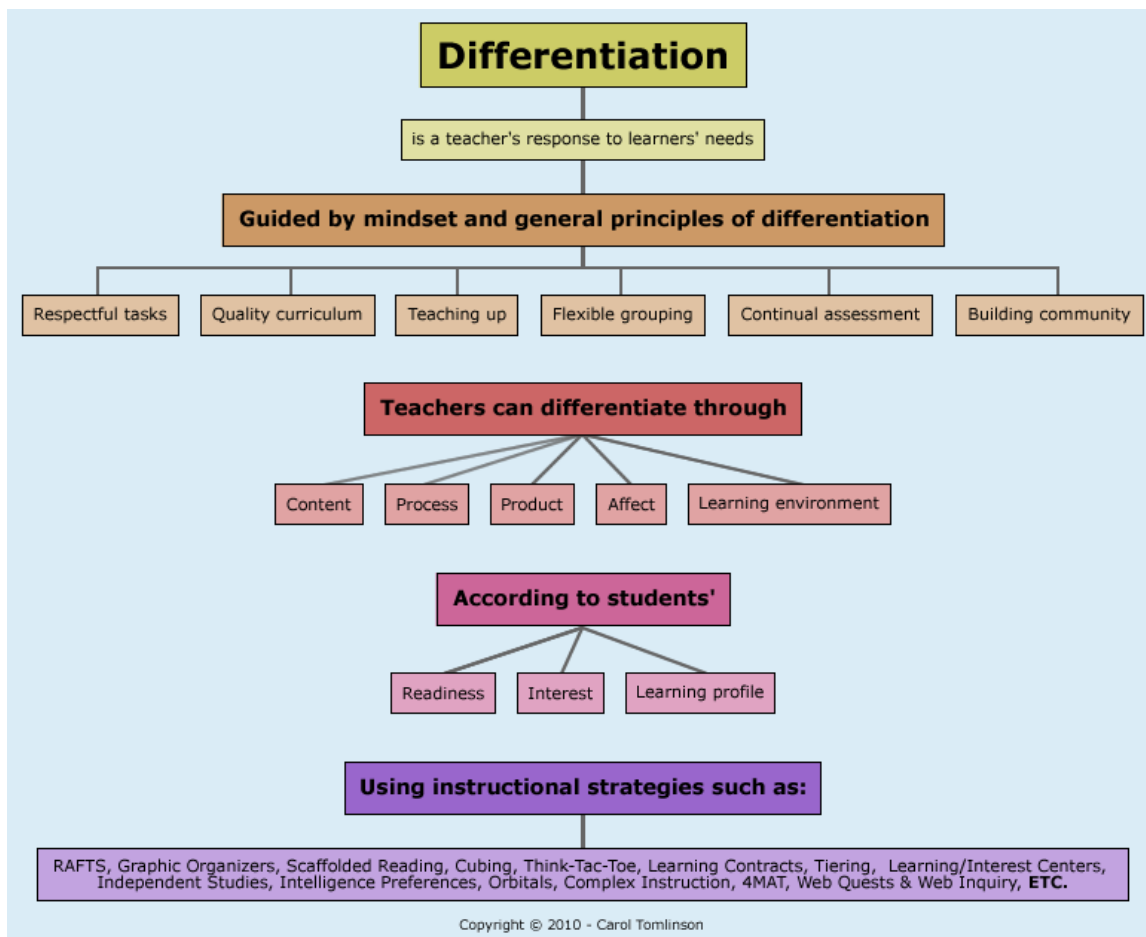 Differentiation
is a teacher's response to learners' needs
Guided by mindset and general principles of differentiation
Respectful tasks
Quality curriculum
Teaching up
Flexible grouping
Continual assessment
Building community
Teachers can differentiate through
Content
Process
Product
Affect
Learning environment
According to students'
Readiness
Interest
Learning profile
Using instructional strategies such as:
RAFTS, Graphic Organizers, Scaffolded Reading, Cubing, Think-Tac-Toe, Learning Contracts, Tiering, Learning/Interest Centers,
Independent Studies, Intelligence Preferences, Orbitals, Complex Instruction, 4MAT, Web Quests & Web Inquiry, ETC.
Copyright © 2010 - Carol Tomlinson